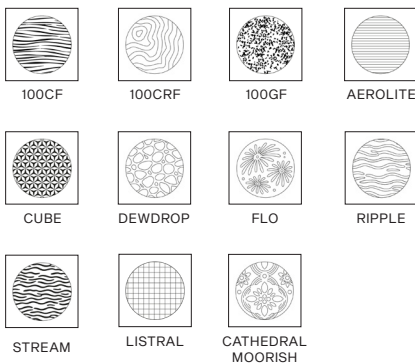 100CF
100CRF
100GF
AEROLITE
CUBE
DEWDROP
FLO
RIPPLE
STREAM
LISTRAL
CATHEDRAL
MOORISH